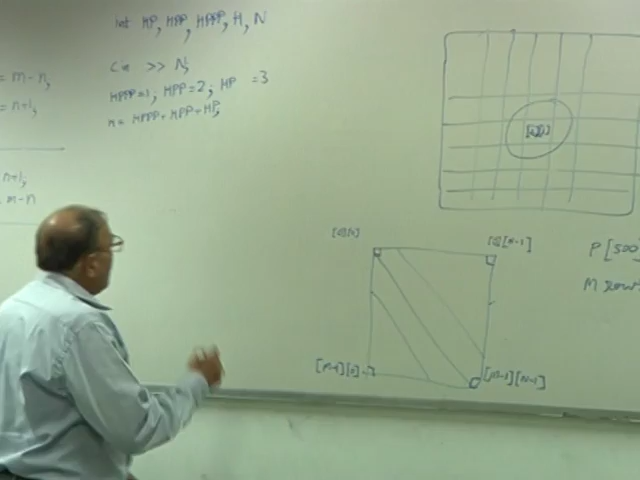 int HP, HPP, HPPP, H, N
= m-n,
= n+1,
Cin >> N;
HPPP=1; HPP=2; HP =3
n= HPPP+HPP+HP;
n+1;
m-n
[0][0]
[0][N-1]
P[500]
M
[M-1][0]
[M-1][N-1]